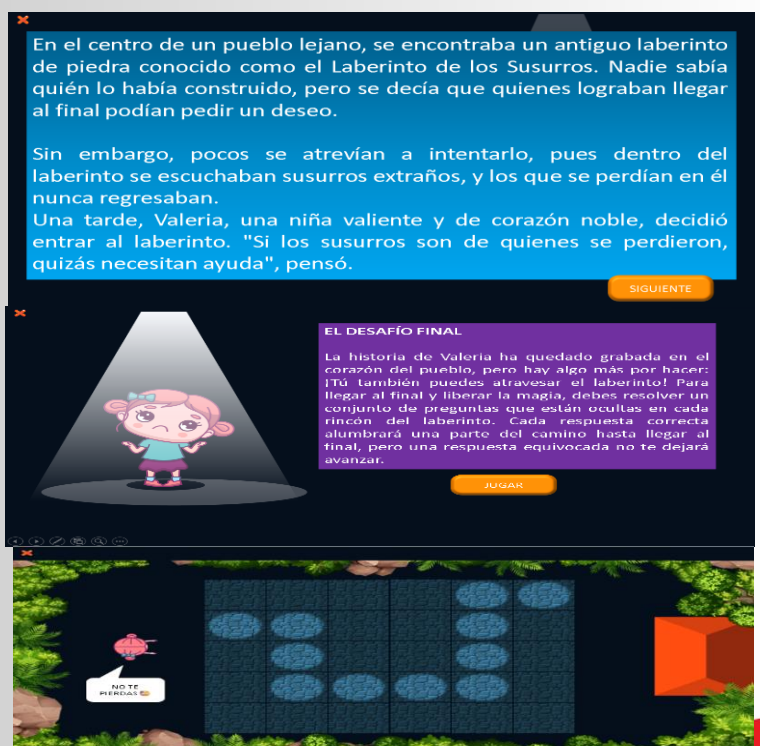 En el centro de un pueblo lejano, se encontraba un antiguo laberinto
de piedra conocido como el Laberinto de los Susurros. Nadie sabía
quién lo había construido, pero se decía que quienes lograban llegar
al final podían pedir un deseo.
Sin embargo, pocos se atrevían a intentarlo, pues dentro del
laberinto se escuchaban susurros extraños, y los que se perdían en él
nunca regresaban.
Una tarde, Valeria, una niña valiente y de corazón noble, decidió
entrar al laberinto. "Si los susurros son de quienes se perdieron,
quizás necesitan ayuda", pensó.
SIGUIENTE
EL DESAFÍO FINAL
La historia de Valeria ha quedado grabada en el
corazón del pueblo, pero hay algo más por hacer:
¡Tú también puedes atravesar el laberinto! Para
llegar al final y liberar la magia, debes resolver un
conjunto de preguntas que están ocultas en cada
rincón del laberinto. Cada respuesta correcta
alumbrará una parte del camino hasta llegar al
final, pero una respuesta equivocada no te dejará
avanzar.
JUGAR
NO TE
PIERDAS